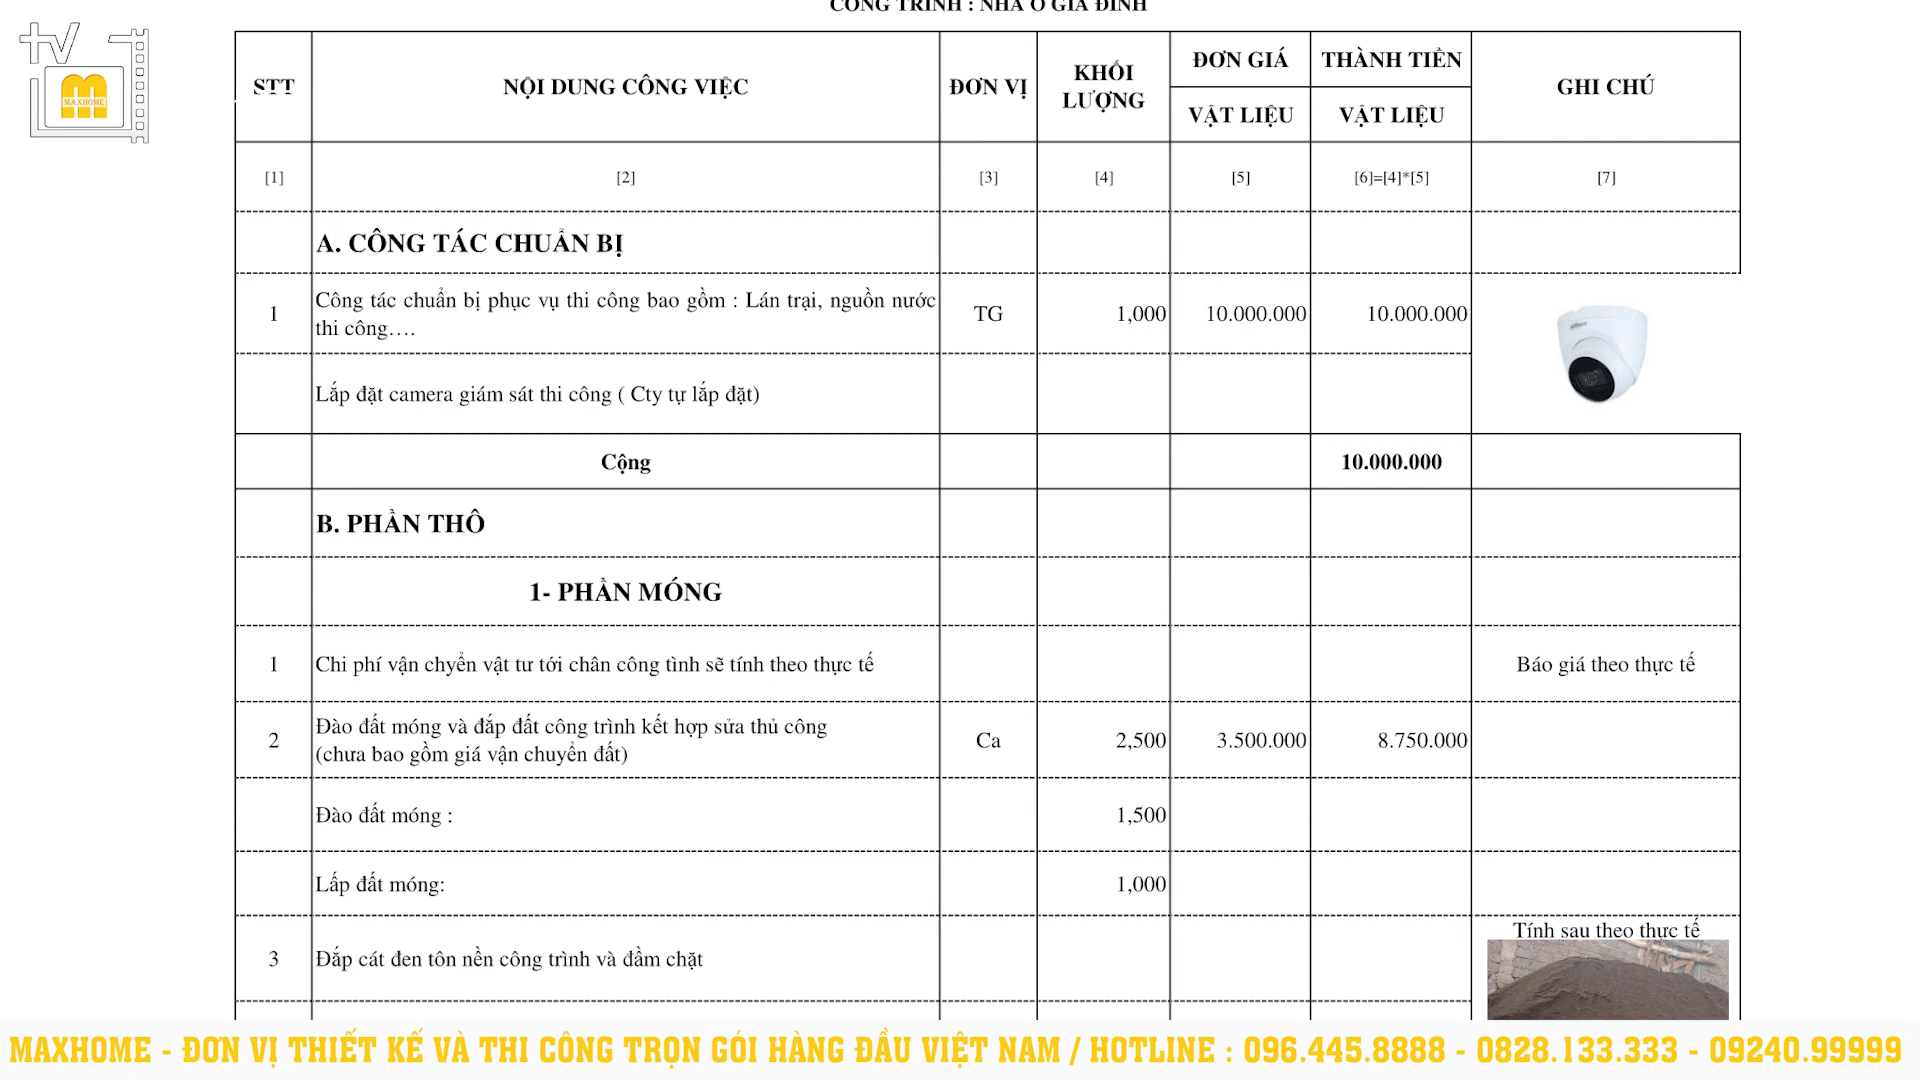 CÔNG TRÌNH : NHÀ Ở GIA ĐÌNH
TV
MAXHOME
STT
NỘI DUNG CÔNG VIỆC
ĐƠN VỊ
KHỐI
LƯỢNG
ĐƠN GIÁ
THÀNH TIỀN
GHI CHÚ
VẬT LIỆU
VẬT LIỆU
[1]
[2]
[3]
[4]
[5]
[6]=[4]*[5]
[7]
A. CÔNG TÁC CHUẨN BỊ
1
Công tác chuẩn bị phục vụ thi công bao gồm : Lán trại, nguồn nước
thi công….
TG
1,000
10.000.000
10.000.000
Lắp đặt camera giám sát thi công ( Cty tự lắp đặt)
Cộng
10.000.000
B. PHẦN THÔ
1- PHẦN MÓNG
1
Chi phí vận chyển vật tư tới chân công tình sẽ tính theo thực tế
Báo giá theo thực tế
2
Đào đất móng và đắp đất công trình kết hợp sửa thủ công
(chưa bao gồm giá vận chuyển đất)
Ca
2,500
3.500.000
8.750.000
Đào đất móng :
1,500
Lấp đất móng:
1,000
3
Đắp cát đen tôn nền công trình và đầm chặt
Tính sau theo thực tế
MAXHOME - ĐƠN VỊ THIẾT KẾ VÀ THI CÔNG TRỌN GÓI HÀNG ĐẦU VIỆT NAM / HOTLINE : 096.445.8888 - 0828.133.333 - 09240.99999